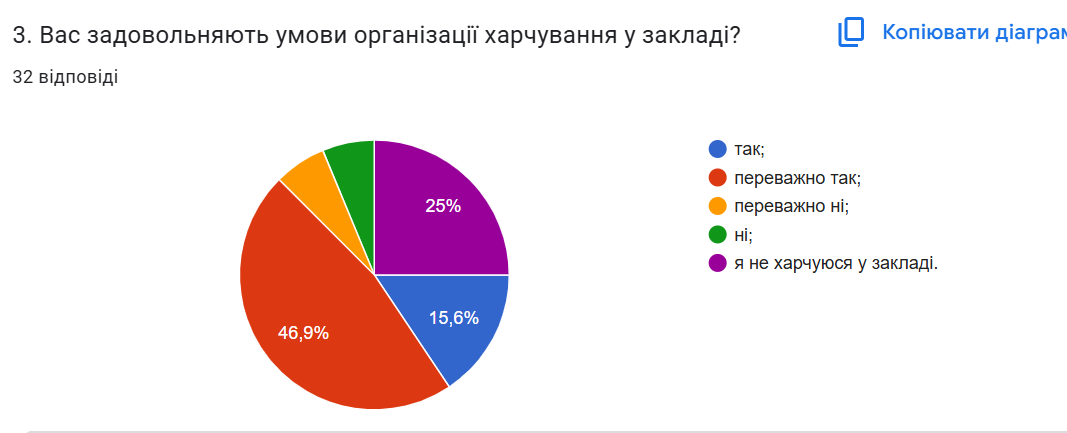 3. Вас задовольняють умови організації харчування у закладі?
Копіювати діаграм
32 відповіді
25%
15,6%
46,9%
так;
переважно так;
переважно ні;
ні;
я не харчуюся у закладі.